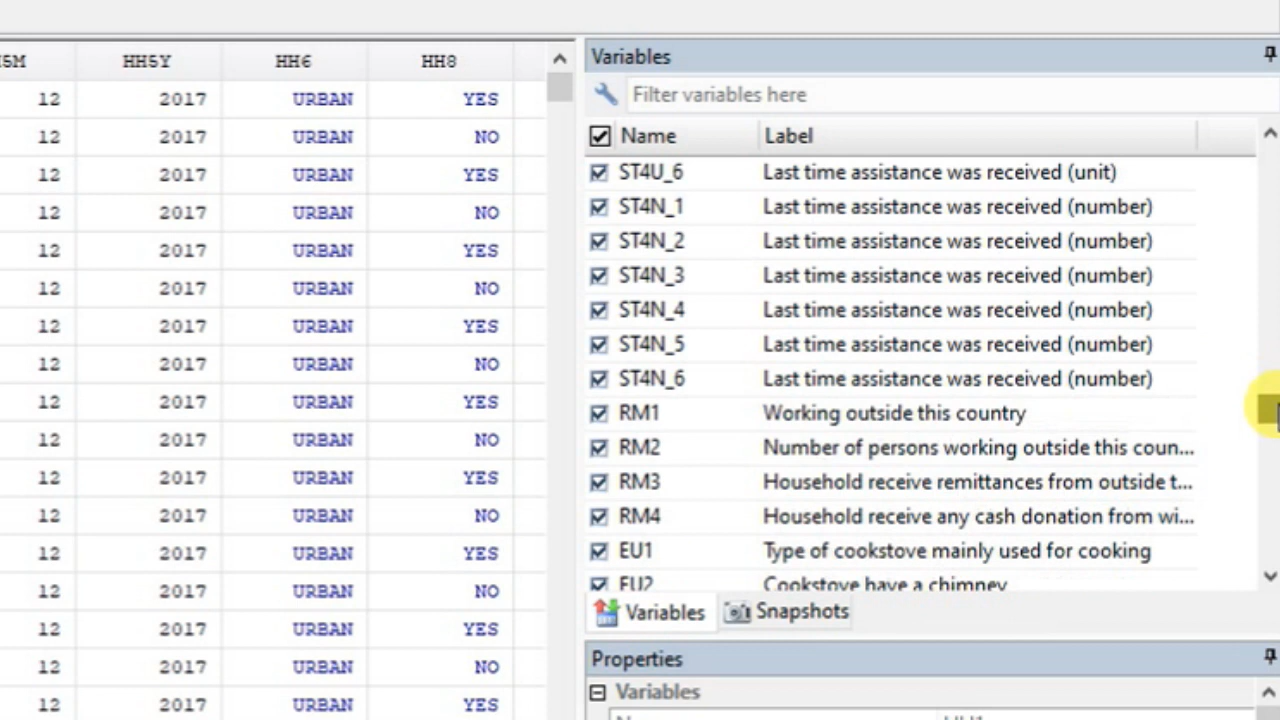 5M HH5Y HH6 HH8
12 2017 URBAN YES
12 2017 URBAN NO
12 2017 URBAN YES
12 2017 URBAN NO
12 2017 URBAN YES
12 2017 URBAN NO
12 2017 URBAN YES
12 2017 URBAN NO
12 2017 URBAN YES
12 2017 URBAN NO
12 2017 URBAN YES
12 2017 URBAN NO
12 2017 URBAN YES
12 2017 URBAN NO
12 2017 URBAN YES
12 2017 URBAN NO
12 2017 URBAN YES
Variables
Filter variables here
Name Label
ST4U_6 Last time assistance was received (unit)
ST4N_1 Last time assistance was received (number)
ST4N_2 Last time assistance was received (number)
ST4N_3 Last time assistance was received (number)
ST4N_4 Last time assistance was received (number)
ST4N_5 Last time assistance was received (number)
ST4N_6 Last time assistance was received (number)
RM1 Working outside this country
RM2 Number of persons working outside this coun...
RM3 Household receive remittances from outside t...
RM4 Household receive any cash donation from wi...
EU1 Type of cookstove mainly used for cooking
EU2 Cookstove have a chimney
Variables Snapshots
Properties
Variables